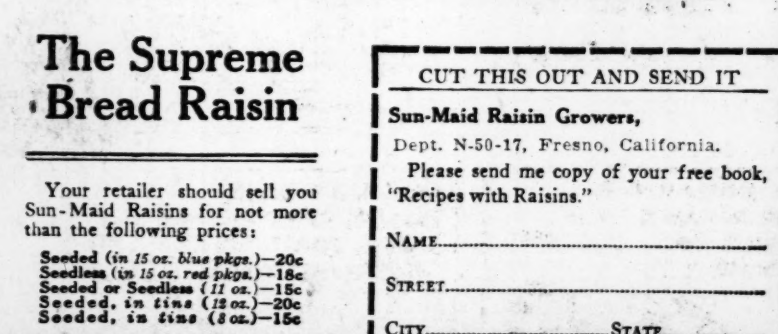 The Supreme
Bread Raisin
Your retailer should sell you
Sun-Maid Raisins for not more
than the following prices:
Seeded (in 15 oz. blue pkgs.)—20c
Seedless (in 15 oz. red pkgs.)—18c
Seeded or Seedless (11 oz.)—15c
Seeded, in tins (12 oz.)—20c
Seeded, in tins (8 oz.)—15c
CUT THIS OUT AND SEND IT
Sun-Maid Raisin Growers,
Dept. N-50-17, Fresno, California.
Please send me copy of your free book,
"Recipes with Raisins."
NAME
STREET
CITY STATE